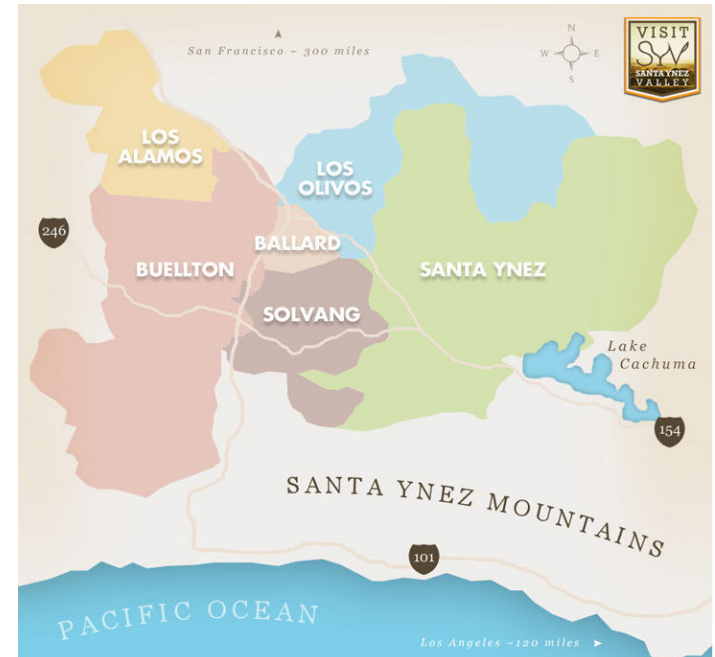 San Francisco ~ 300 miles
N
W
E
S
VISIT
SYV
SANTA YNEZ
VALLEY
LOS
ALAMOS
LOS
OLIVOS
246
BALLARD
BUELLTON
SANTA YNEZ
SOLVANG
Lake
Cachuma
154
SANTA YNEZ MOUNTAINS
101
PACIFIC OCEAN
Los Angeles ~120 miles